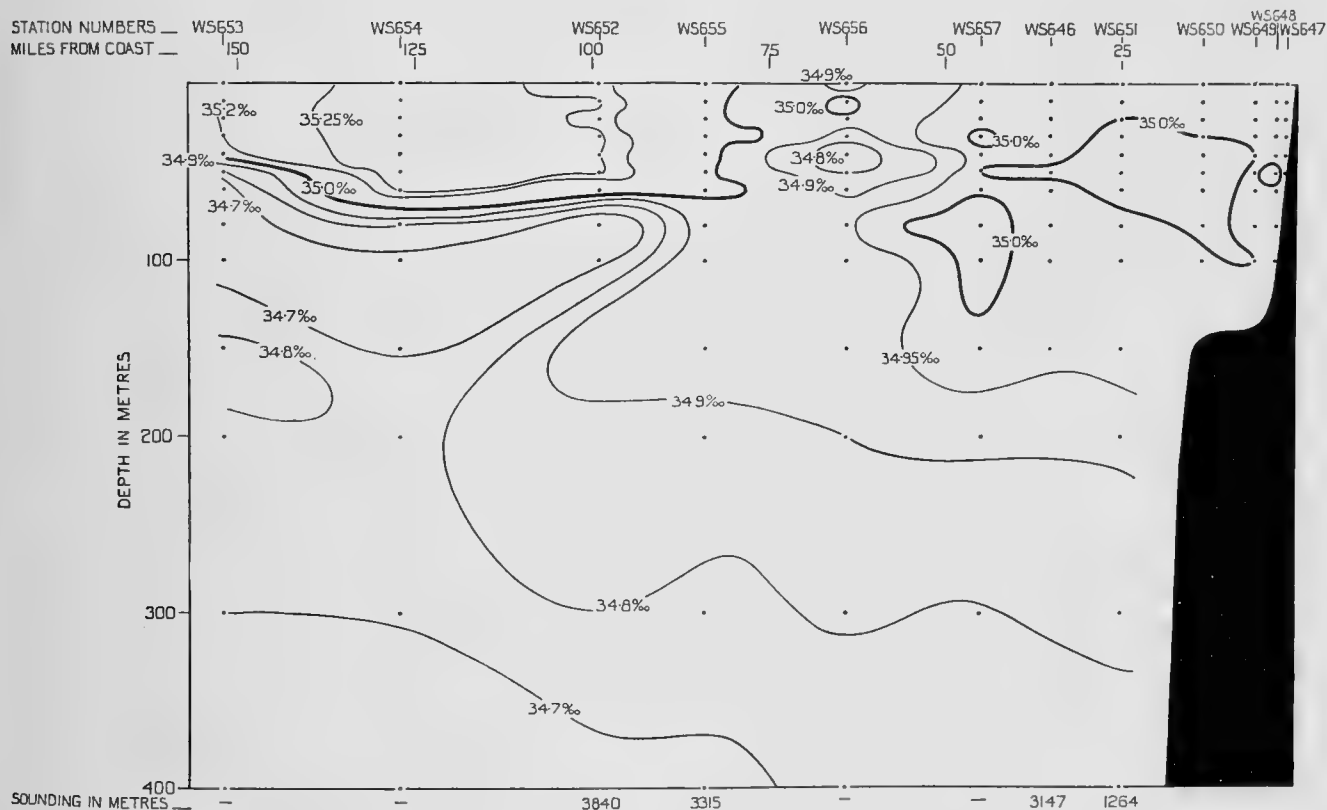 WS648
STATION NUMBERS WS653 WS654 WS652 WS655 WS656 WS657 WS646 WS651 WS650 WS649 WS647
MILES FROM COAST 150 125 100 75 50 25
34·9‰
35·2‰ 35·25‰ 35·0‰ 35·0‰
35·0‰
34·9‰ 34·8‰
35·0‰ 34·9‰
34·7‰
35·0‰
100
34·7‰
34·8‰ 34·95‰
34·9‰
200
DEPTH IN METRES
300
34·8‰
34·7‰
400
SOUNDING IN METRES – – 3840 3315 – – 3147 1264